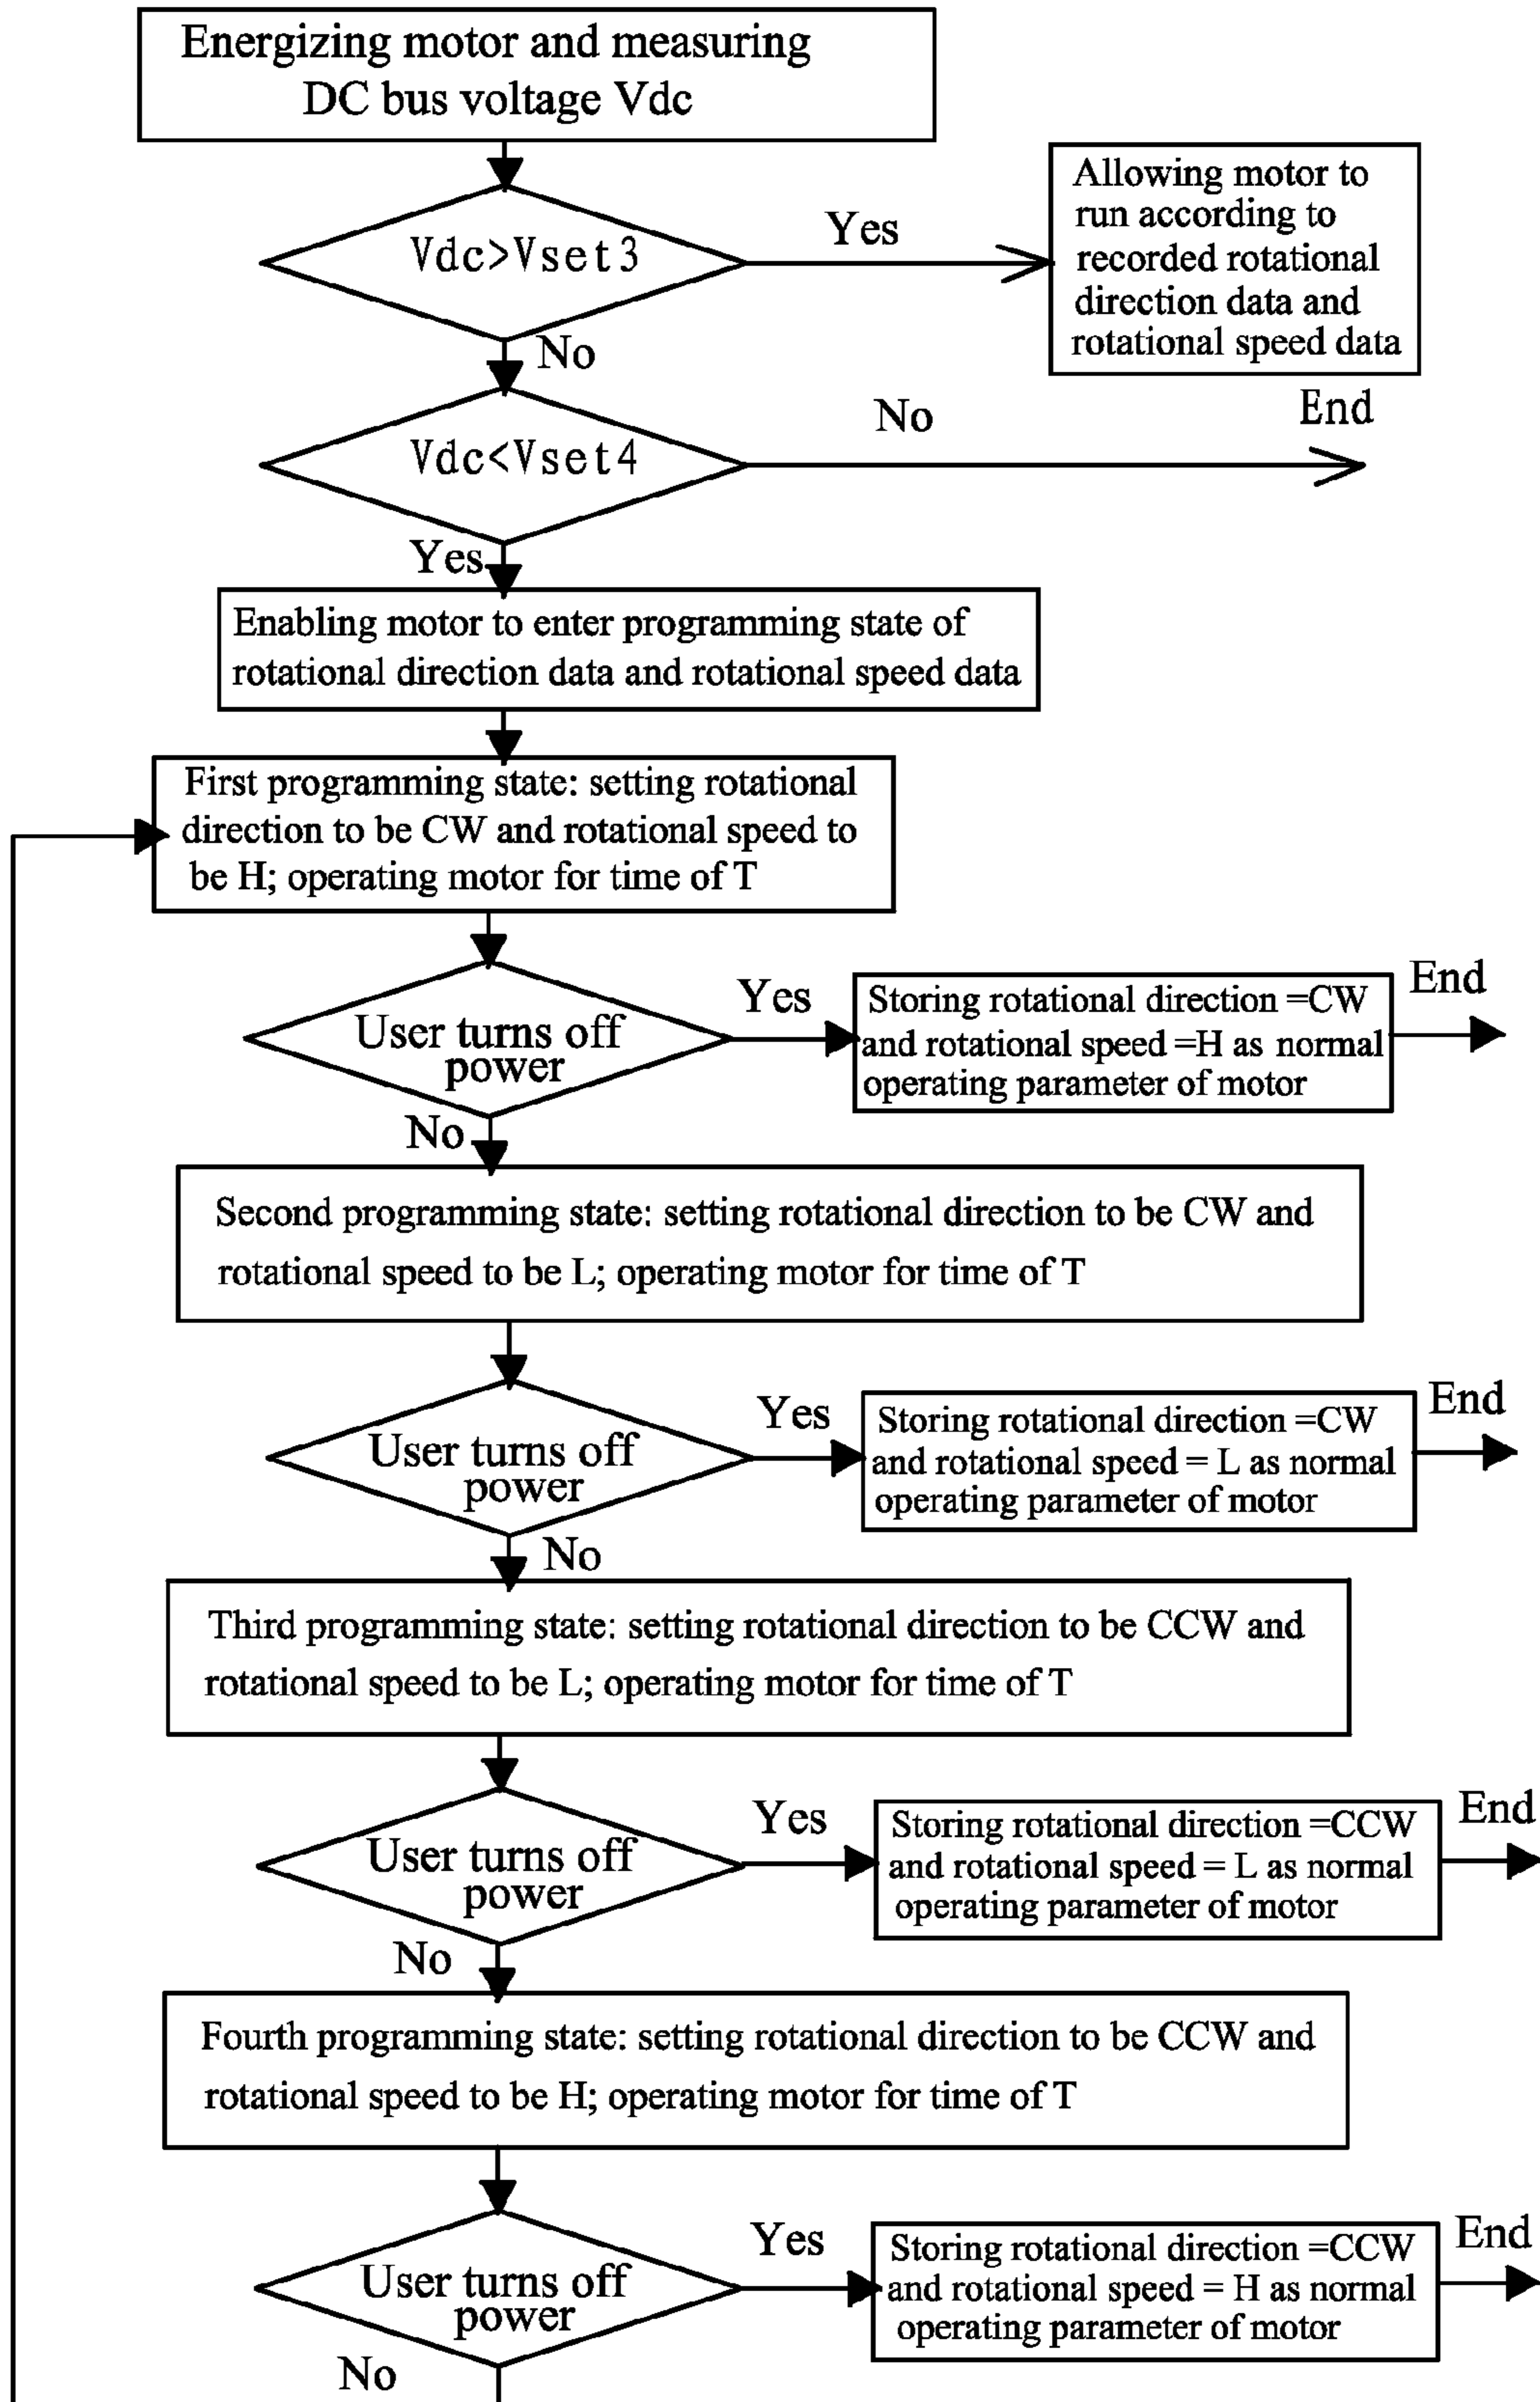 Energizing motor and measuring
DC bus voltage Vdc
Vdc>Vset3
Yes
Allowing motor to
run according to
recorded rotational
direction data and
rotational speed data
No
Vdc<Vset4
No
End
Yes
Enabling motor to enter programming state of
rotational direction data and rotational speed data
First programming state: setting rotational
direction to be CW and rotational speed to
be H; operating motor for time of T
User turns off
power
Yes
Storing rotational direction =CW
and rotational speed =H as normal
operating parameter of motor
End
No
Second programming state: setting rotational direction to be CW and
rotational speed to be L; operating motor for time of T
User turns off
power
Yes
Storing rotational direction =CW
and rotational speed = L as normal
operating parameter of motor
End
No
Third programming state: setting rotational direction to be CCW and
rotational speed to be L; operating motor for time of T
User turns off
power
Yes
Storing rotational direction =CCW
and rotational speed = L as normal
operating parameter of motor
End
No
Fourth programming state: setting rotational direction to be CCW and
rotational speed to be H; operating motor for time of T
User turns off
power
Yes
Storing rotational direction =CCW
and rotational speed = H as normal
operating parameter of motor
End
No